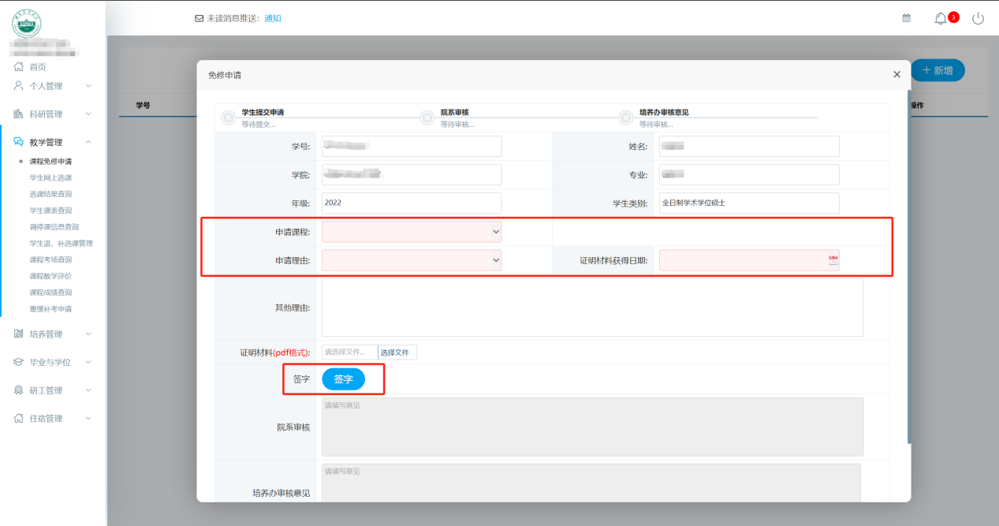 未读消息推送：通知
3
首页
个人管理
科研管理
教学管理
课程免修申请
学生网上选课
选课结果查询
学生课表查询
调停课信息查询
学生退、补选课管理
课程考场查询
课程教学评价
课程成绩查询
重缓补考申请
培养管理
毕业与学位
研工管理
住宿管理
+ 新增
学号
操作
免修申请
×
学生提交申请
等待提交...
院系审核
等待审核...
培养办审核意见
等待审核...
学号:
姓名:
学院:
专业:
年级: 2022
学生类别: 全日制学术学位硕士
申请课程:
申请理由:
证明材料获得日期:
其他理由:
证明材料(pdf格式): 请选择文件... 选择文件
签字 签字
院系审核 请填写意见
培养办审核意见 请填写意见